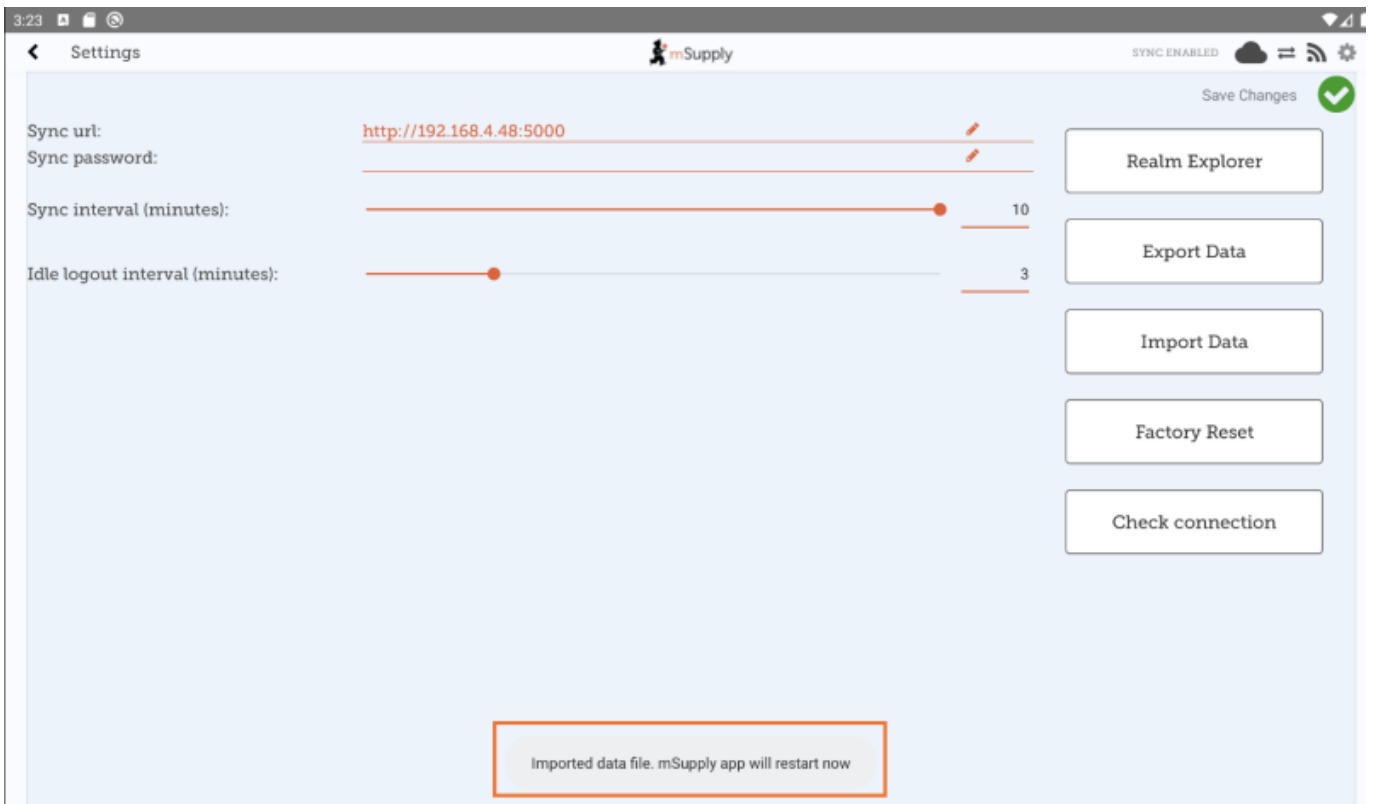 3:23
Settings
mSupply
SYNC ENABLED
Save Changes
Sync url:
http://192.168.4.48:5000
Sync password:
Sync interval (minutes):
10
Idle logout interval (minutes):
3
Realm Explorer
Export Data
Import Data
Factory Reset
Check connection
Imported data file. mSupply app will restart now